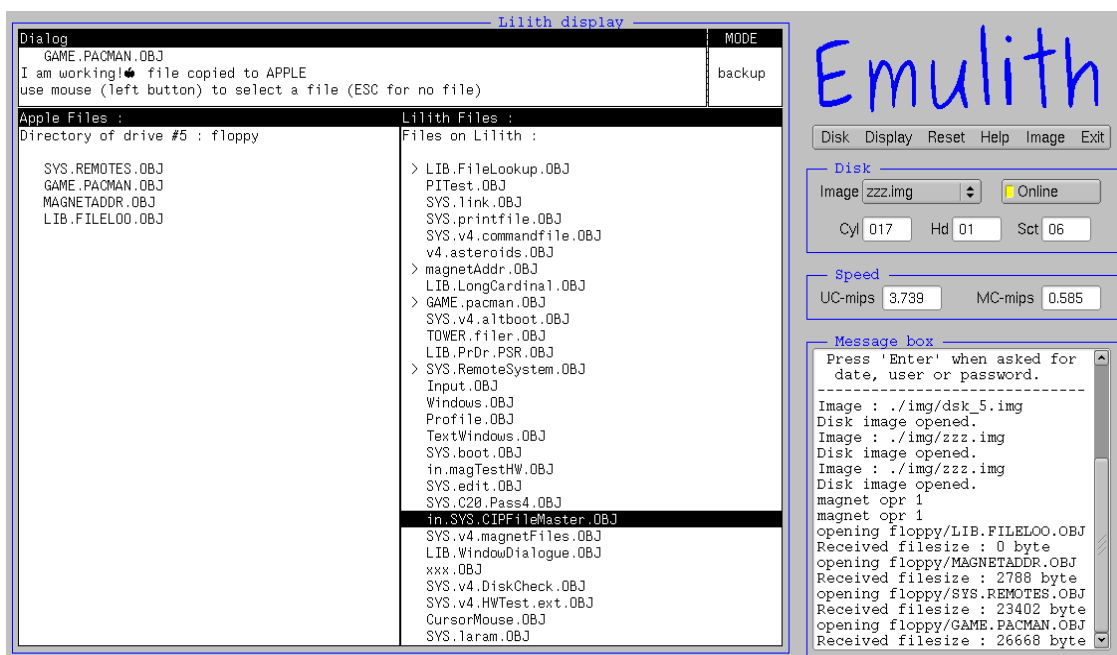 Lilith display
Dialog
MODE
GAME.PACMAN.OBJ
I am working! file copied to APPLE
use mouse (left button) to select a file (ESC for no file)
backup
Apple Files :
Directory of drive #5 : floppy
SYS.REMOTES.OBJ
GAME.PACMAN.OBJ
MAGNETADDR.OBJ
LIB.FILELOO.OBJ
Lilith Files :
Files on Lilith :
> LIB.FileLookup.OBJ
PITest.OBJ
SYS.link.OBJ
SYS.printfile.OBJ
SYS.v4.commandfile.OBJ
v4.asteroids.OBJ
> magnetAddr.OBJ
LIB.LongCardinal.OBJ
> GAME.pacman.OBJ
SYS.v4.altboot.OBJ
TOWER.filer.OBJ
LIB.PrDr.PSR.OBJ
> SYS.RemoteSystem.OBJ
Input.OBJ
Windows.OBJ
Profile.OBJ
TextWindows.OBJ
SYS.boot.OBJ
in.magTestHW.OBJ
SYS.edit.OBJ
SYS.C20.Pass4.OBJ
in.SYS.CIPFileMaster.OBJ
SYS.v4.magnetFiles.OBJ
LIB.WindowDialogue.OBJ
xxx.OBJ
SYS.v4.DiskCheck.OBJ
SYS.v4.HWTest.ext.OBJ
CursorMouse.OBJ
SYS.laram.OBJ
Emulith
Disk Display Reset Help Image Exit
Disk
Image zzz.img Online
Cyl 017 Hd 01 Sct 06
Speed
UC-mips 3.739 MC-mips 0.585
Message box
Press 'Enter' when asked for
date, user or password.
------------------------------
Image : ./img/dsk_5.img
Disk image opened.
Image : ./img/zzz.img
Disk image opened.
Image : ./img/zzz.img
Disk image opened.
magnet opr 1
magnet opr 1
opening floppy/LIB.FILELOO.OBJ
Received filesize : 0 byte
opening floppy/MAGNETADDR.OBJ
Received filesize : 2788 byte
opening floppy/SYS.REMOTES.OBJ
Received filesize : 23402 byte
opening floppy/GAME.PACMAN.OBJ
Received filesize : 26668 byte